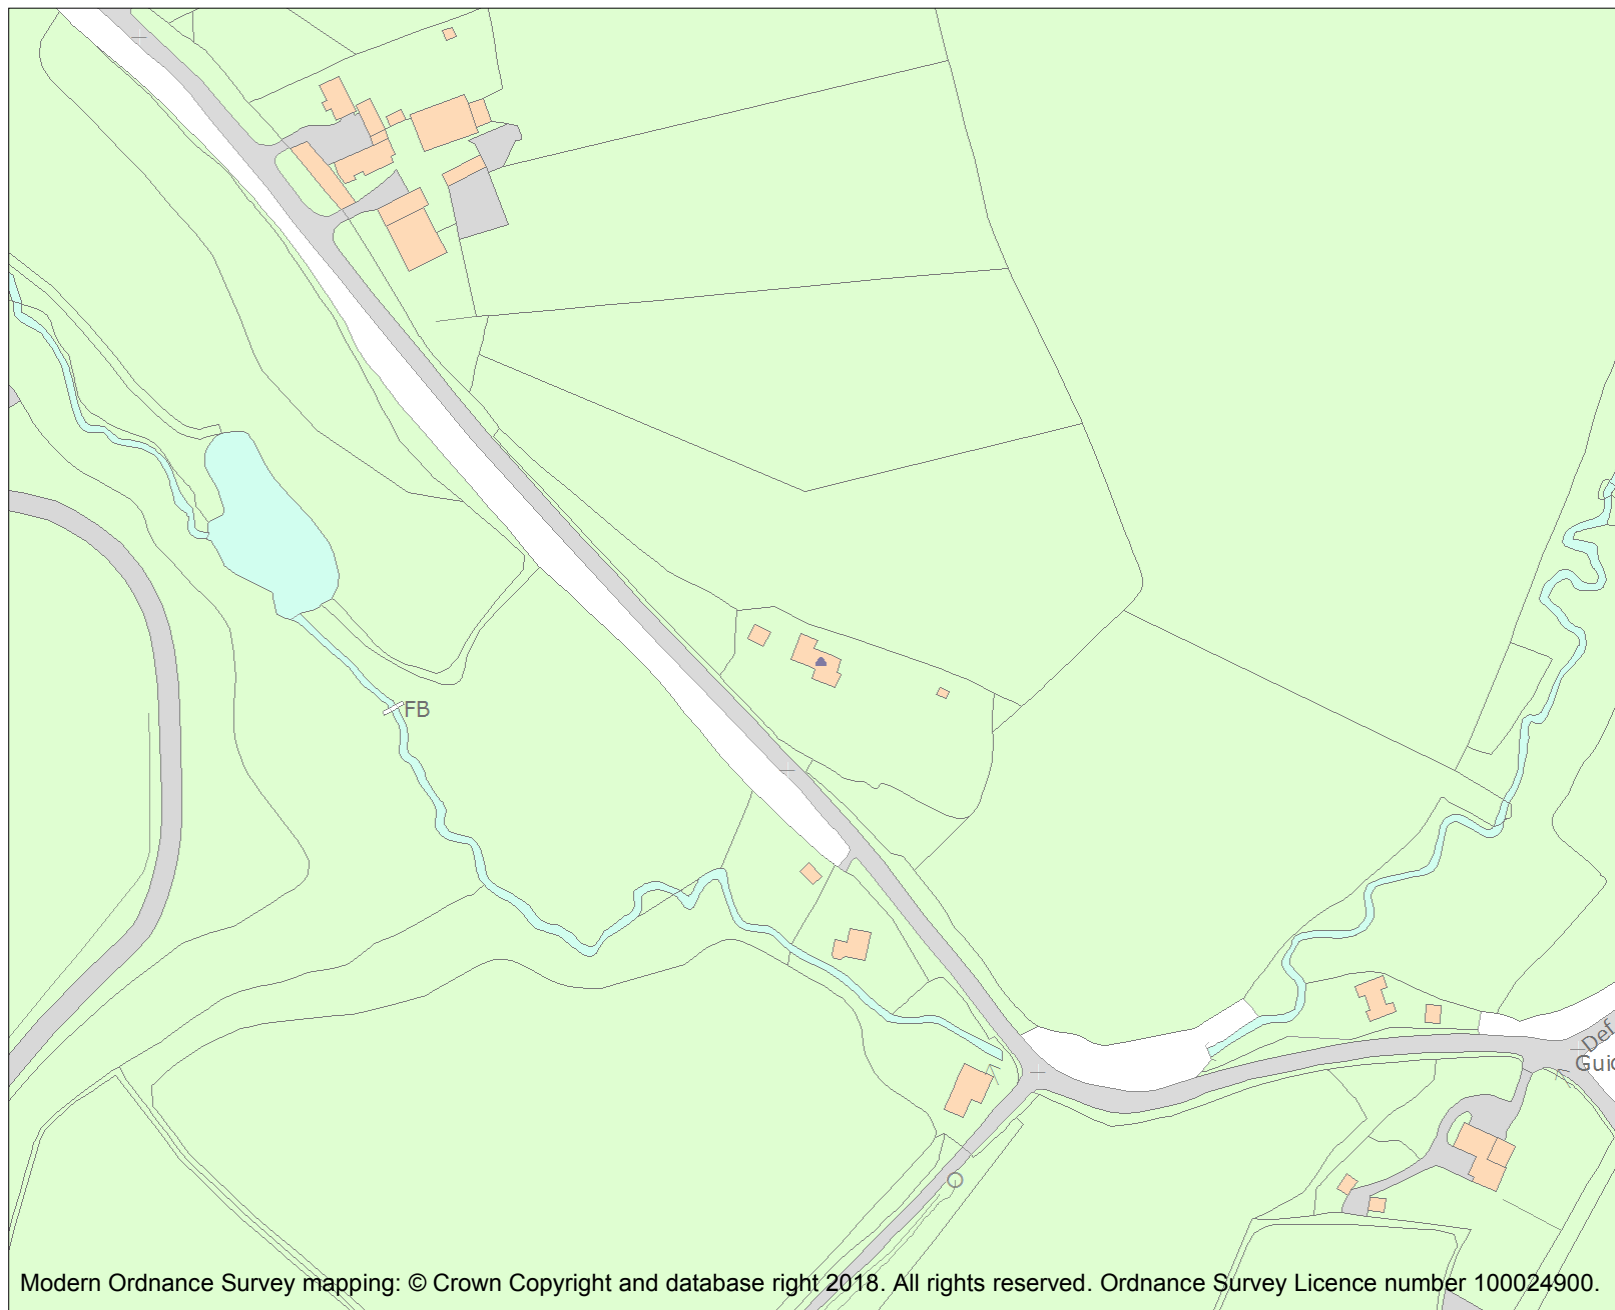 FB
Def
Modern Ordnance Survey mapping: © Crown Copyright and database right 2018. All rights reserved. Ordnance Survey Licence number 100024900.